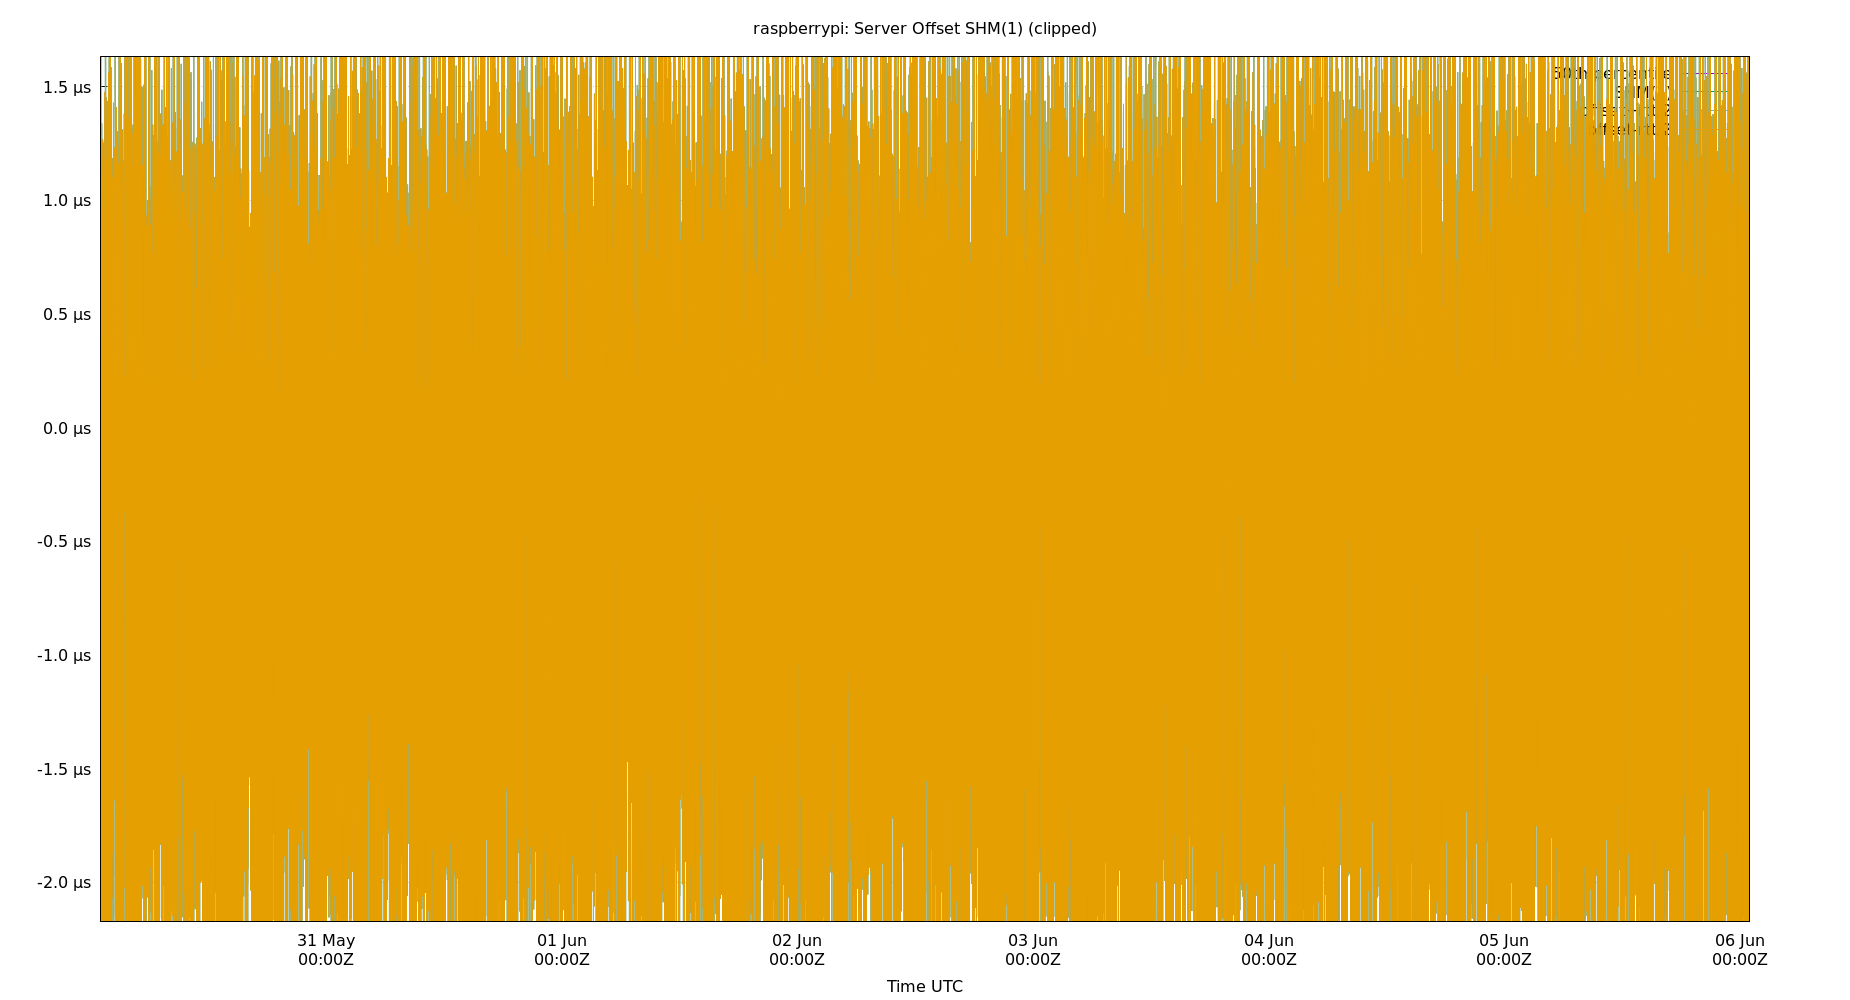 raspberrypi: Server Offset SHM(1) (clipped)
1.5 µs
1.0 µs
0.5 µs
0.0 µs
-0.5 µs
-1.0 µs
-1.5 µs
-2.0 µs
31 May
00:00Z
01 Jun
00:00Z
02 Jun
00:00Z
03 Jun
00:00Z
04 Jun
00:00Z
05 Jun
00:00Z
06 Jun
00:00Z
Time UTC